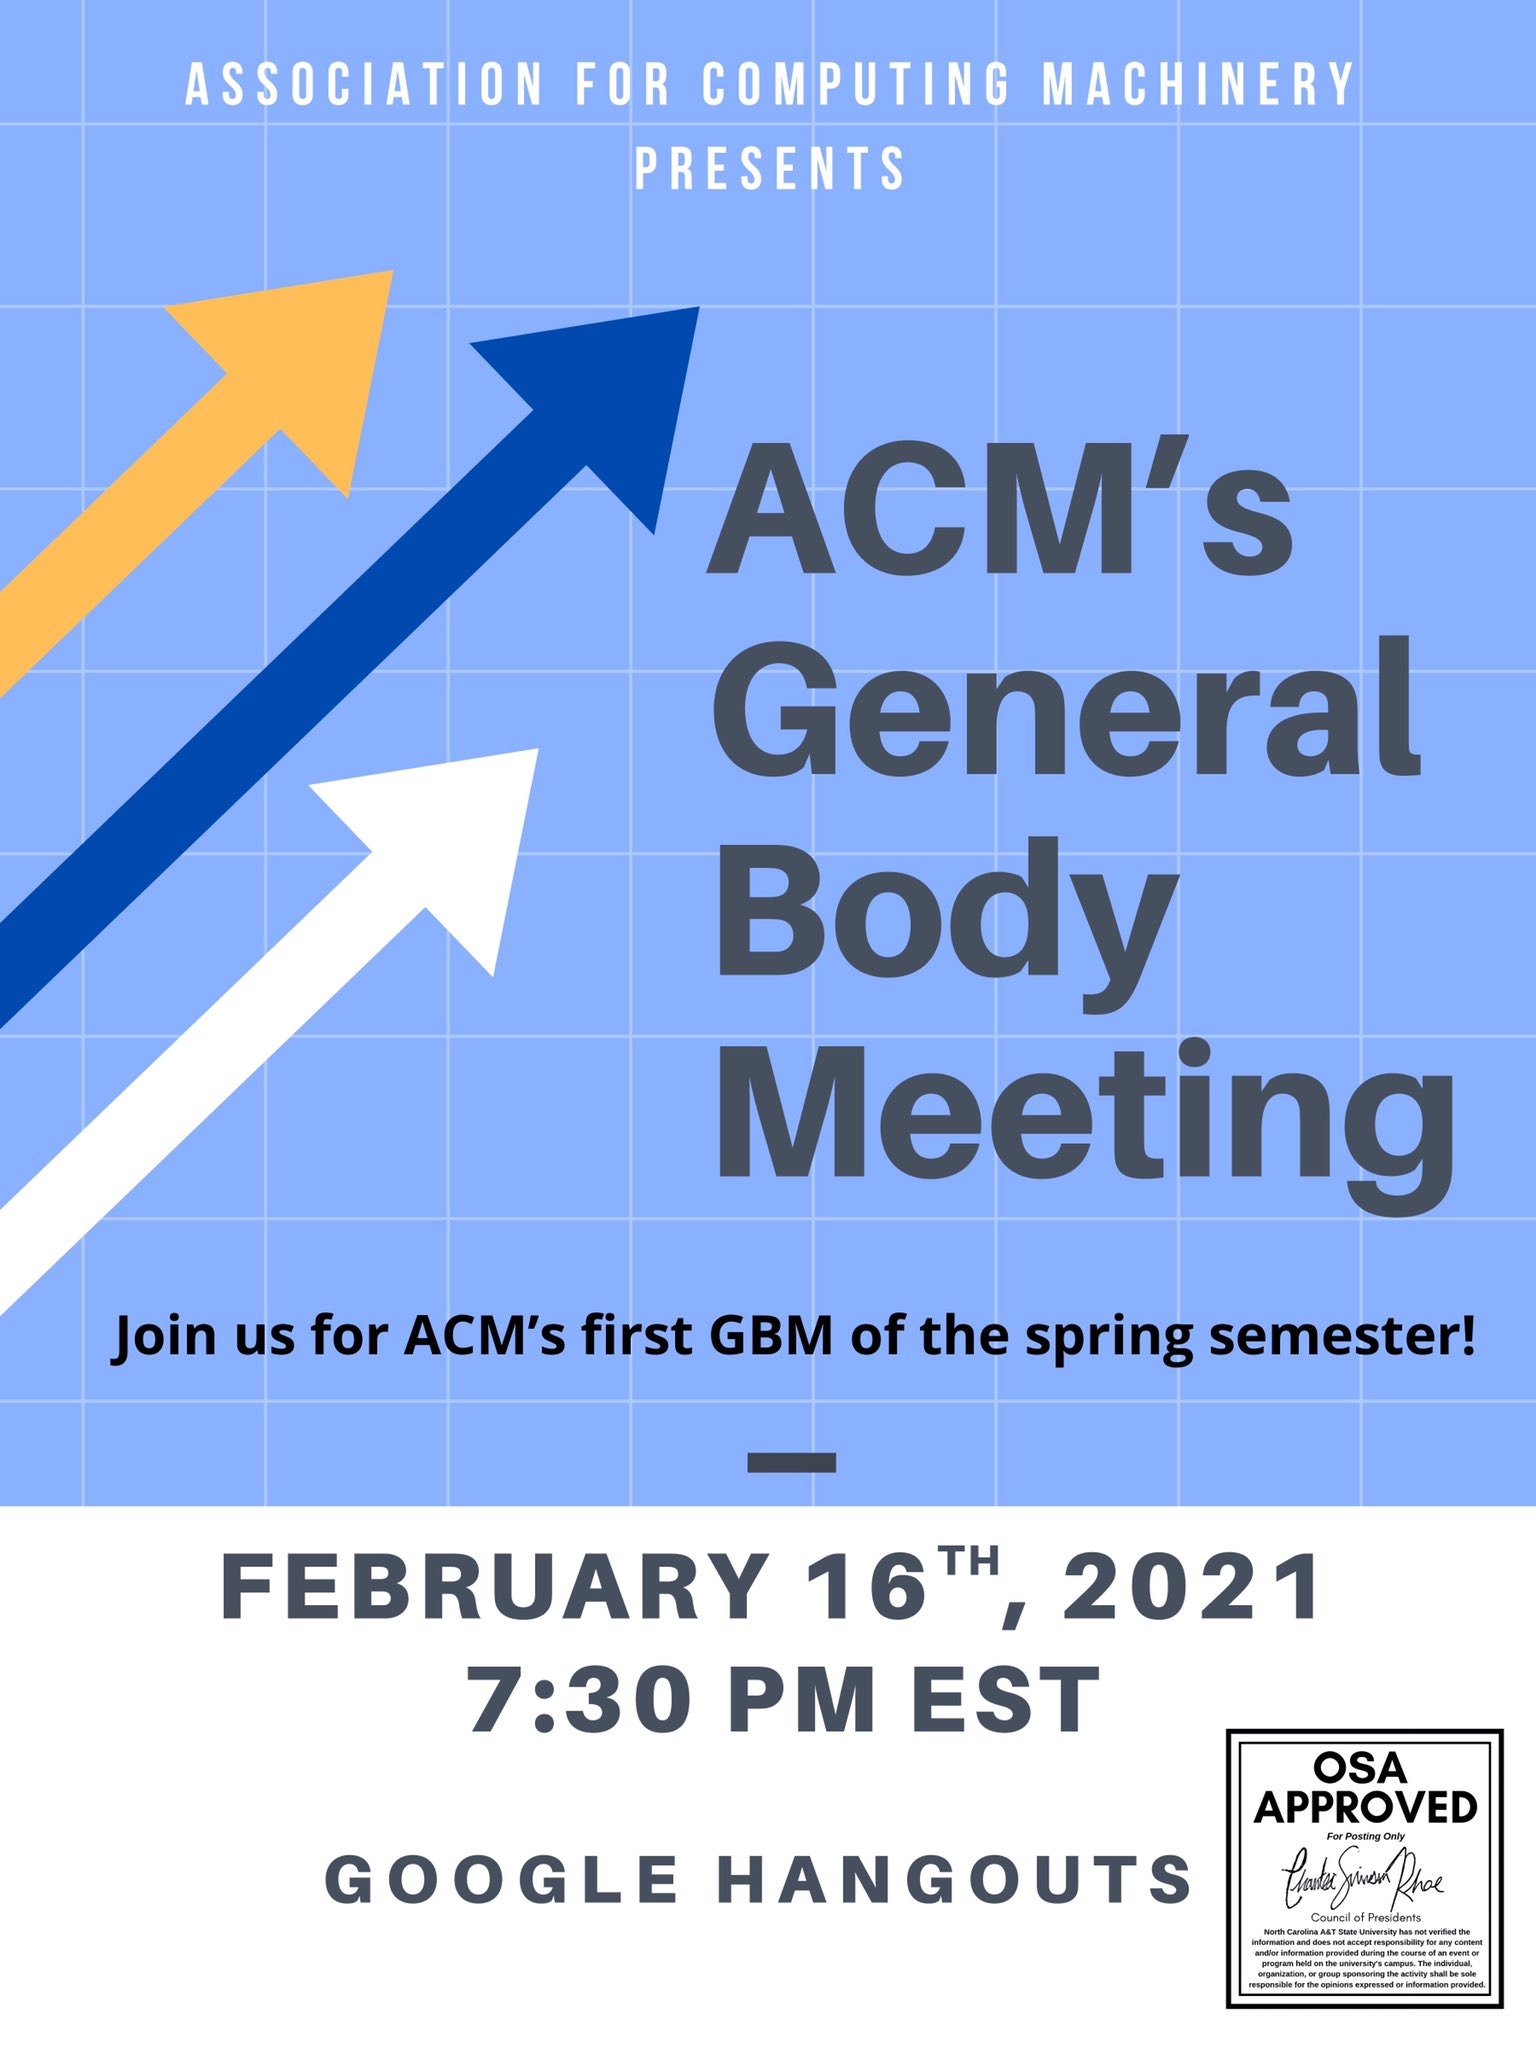 ASSOCIATION FOR COMPUTING MACHINERY
PRESENTS
ACM’s
General
Body
Meeting
Join us for ACM’s first GBM of the spring semester!
FEBRUARY 16TH, 2021
7:30 PM EST
GOOGLE HANGOUTS
OSA
APPROVED
For Posting Only
Council of Presidents
North Carolina A&T State University has not verified the
information and does not accept responsibility for any content
and/or information provided during the course of an event or
program held on the university's campus. The individual,
organization, or group sponsoring the activity shall be sole
responsible for the opinions expressed or information provided.